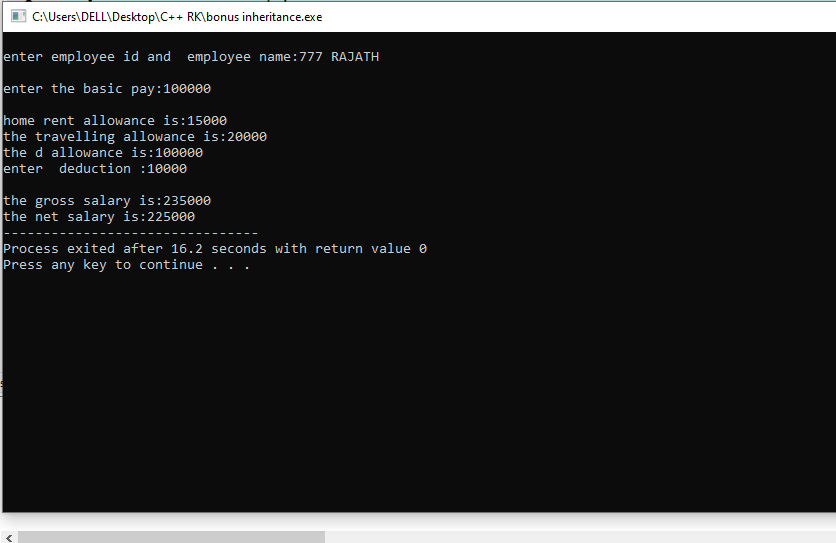 C:\Users\DELL\Desktop\C++ RK\bonus inheritance.exe
enter employee id and  employee name:777 RAJATH
enter the basic pay:100000
home rent allowance is:15000
the travelling allowance is:20000
the d allowance is:100000
enter  deduction :10000
the gross salary is:235000
the net salary is:225000
--------------------------------
Process exited after 16.2 seconds with return value 0
Press any key to continue . . .